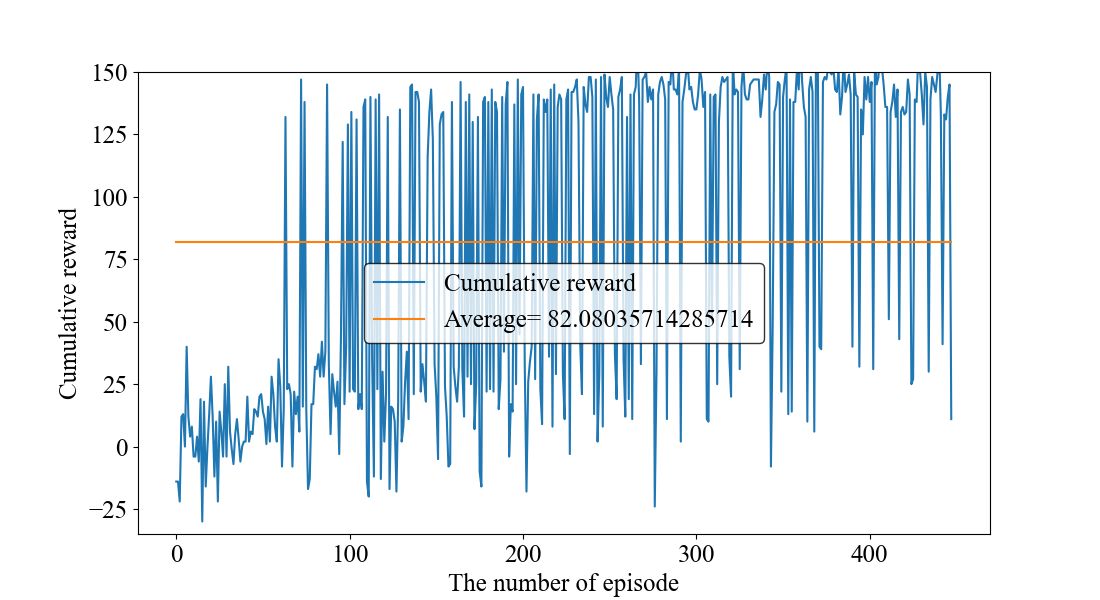 150
125
100
75
50
25
0
−25
Cumulative reward
Cumulative reward
Average= 82.08035714285714
0 100 200 300 400
The number of episode